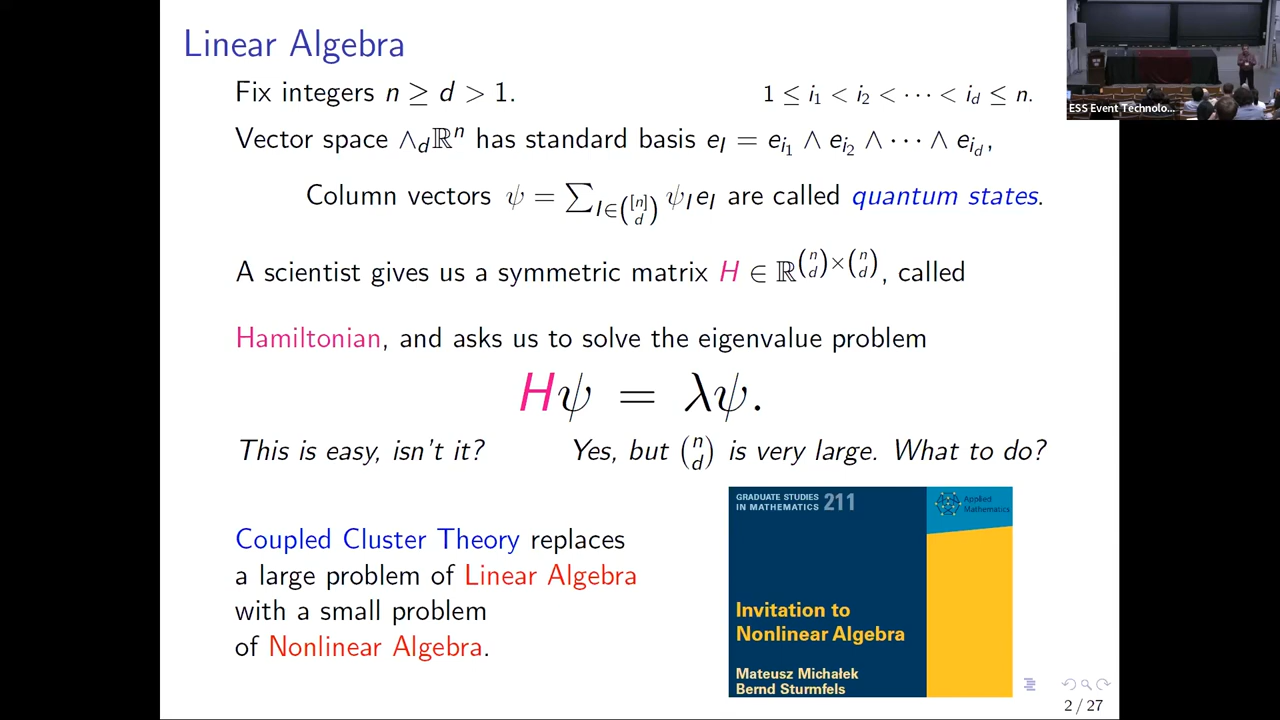 Linear Algebra
Fix integers n ≥ d > 1. 1 ≤ i₁ < i₂ < ⋯ < i_d ≤ n.
Vector space ∧_dℝⁿ has standard basis e_I = e_{i₁} ∧ e_{i₂} ∧ ⋯ ∧ e_{i_d},
Column vectors ψ = ∑_{I∈([n] d)} ψ_I e_I are called quantum states.
A scientist gives us a symmetric matrix H ∈ ℝ^{(n d)×(n d)}, called
Hamiltonian, and asks us to solve the eigenvalue problem
Hψ = λψ.
This is easy, isn't it? Yes, but (n d) is very large. What to do?
Coupled Cluster Theory replaces
a large problem of Linear Algebra
with a small problem
of Nonlinear Algebra.
GRADUATE STUDIES
IN MATHEMATICS 211
Applied
Mathematics
Invitation to
Nonlinear Algebra
Mateusz Michałek
Bernd Sturmfels
2 / 27
ESS Event Technolo...